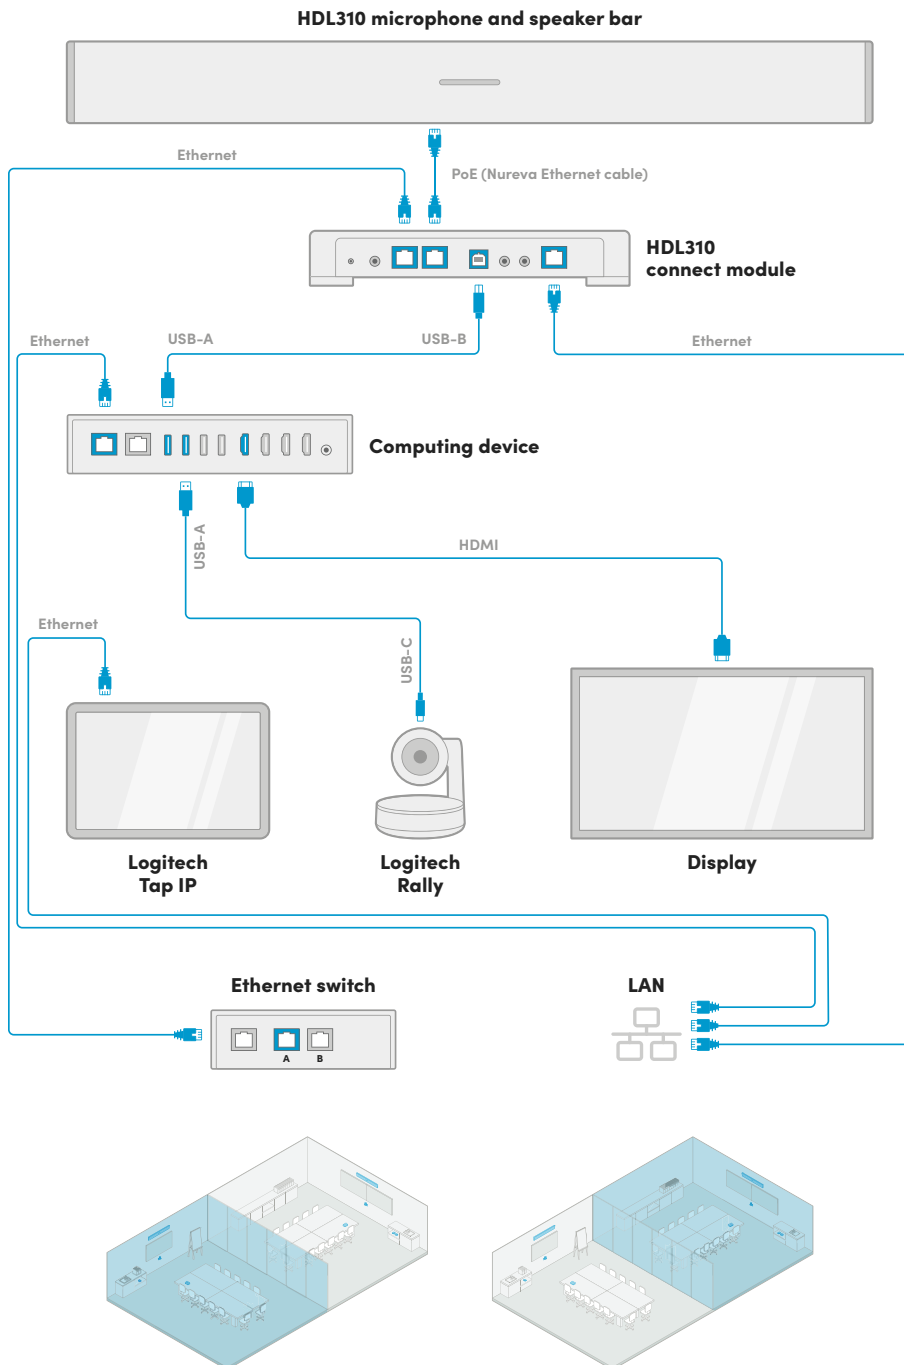 HDL310 microphone and speaker bar
Ethernet
PoE (Nureva Ethernet cable)
HDL310
connect module
Ethernet
USB-A
USB-B
Ethernet
Computing device
USB-A
HDMI
Ethernet
USB-C
Logitech
Tap IP
Logitech
Rally
Display
Ethernet switch
LAN
A
B